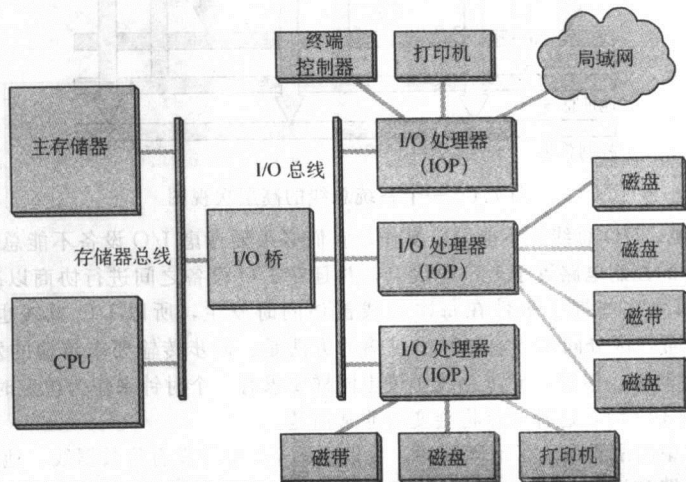 终端
控制器
打印机
局域网
主存储器
I/O 处理器
（IOP）
I/O 总线
磁盘
I/O 桥
I/O 处理器
（IOP）
磁盘
存储器总线
磁带
CPU
I/O 处理器
（IOP）
磁盘
磁带
磁盘
打印机